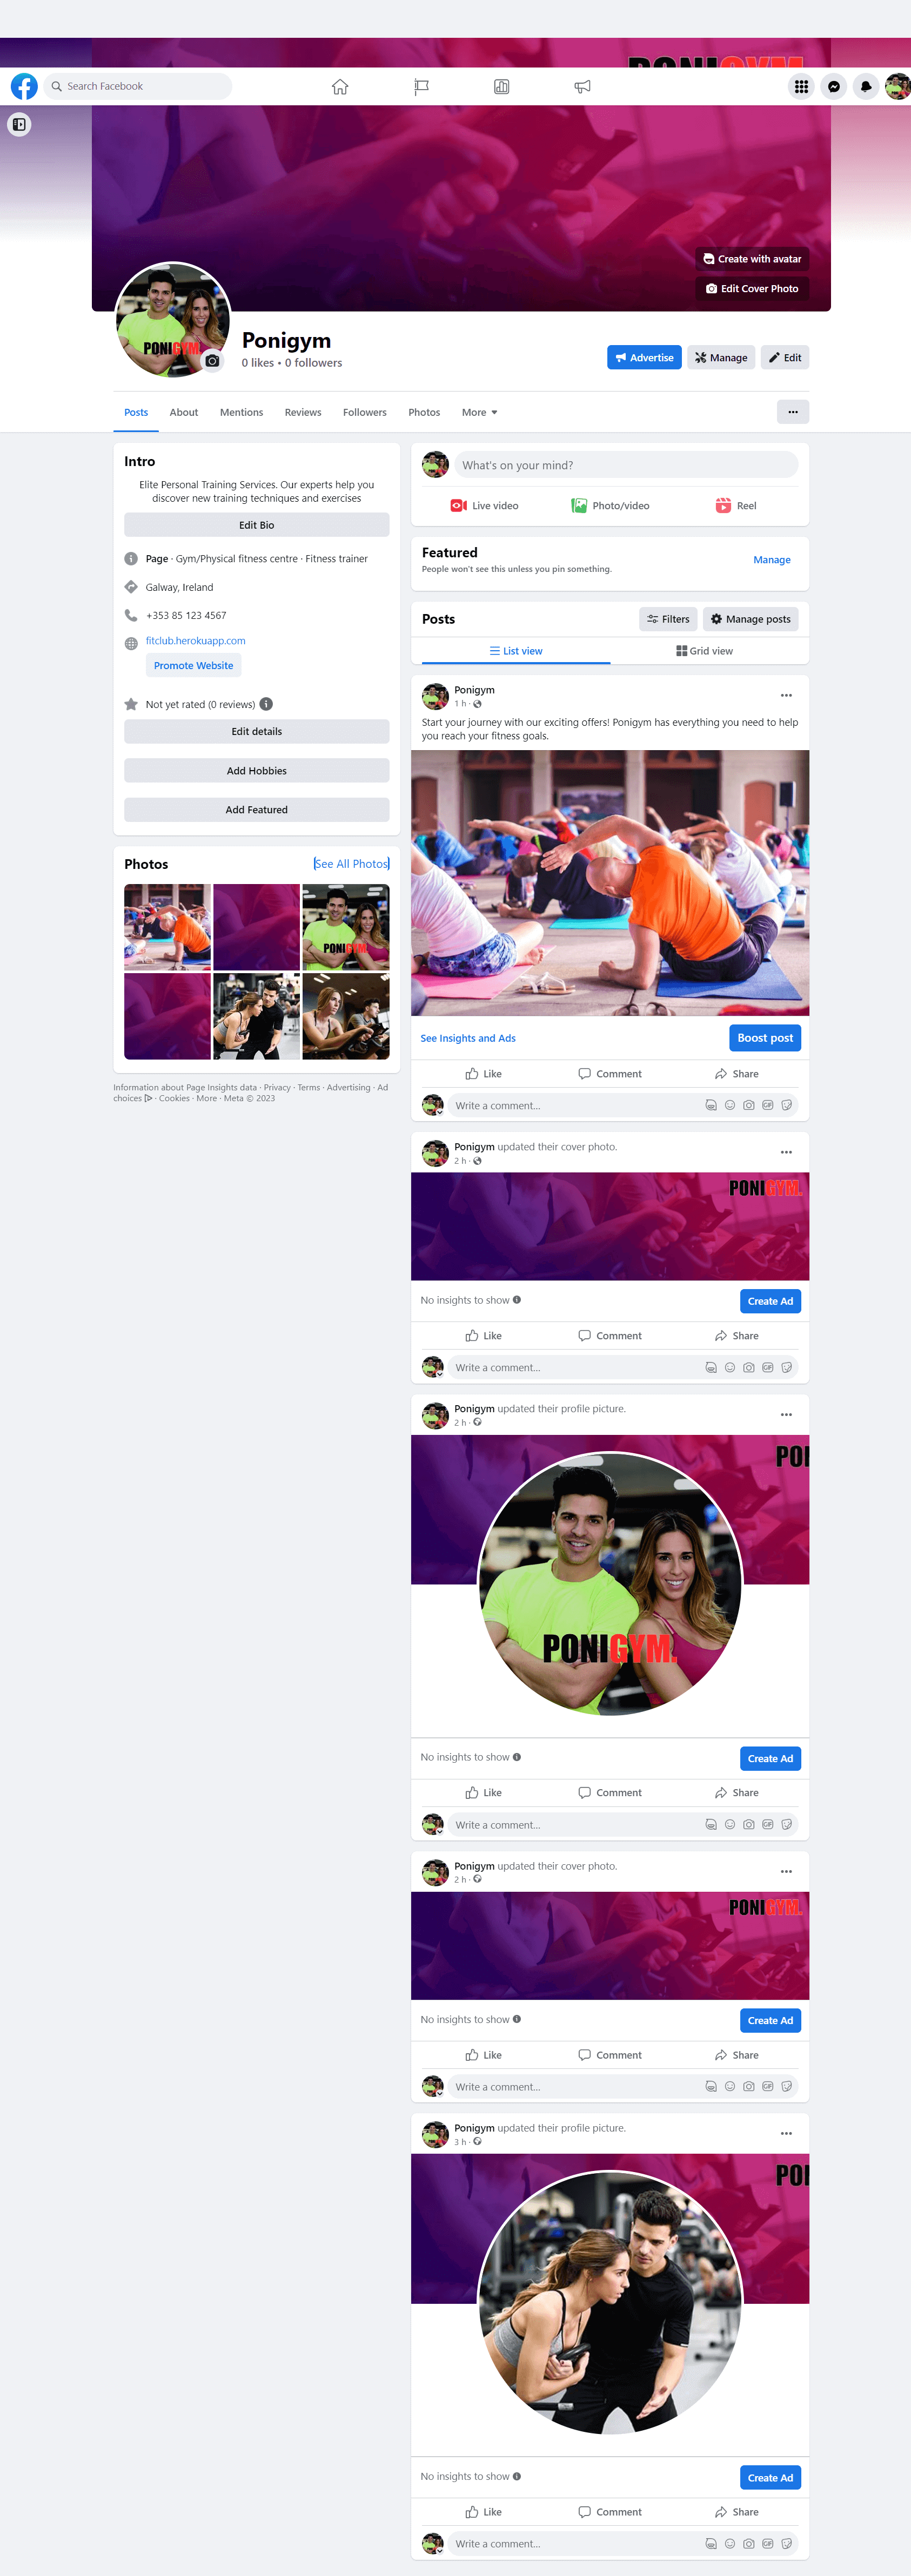 PONIGYM.
Search Facebook
Create with avatar
Edit Cover Photo
PONIGYM.
Ponigym
0 likes • 0 followers
Advertise
Manage
Edit
Posts
About
Mentions
Reviews
Followers
Photos
More
Intro
Elite Personal Training Services. Our experts help you
discover new training techniques and exercises
Edit Bio
Page · Gym/Physical fitness centre · Fitness trainer
Galway, Ireland
+353 85 123 4567
fitclub.herokuapp.com
Promote Website
Not yet rated (0 reviews)
Edit details
Add Hobbies
Add Featured
Photos
See All Photos
PONIGYM.
Information about Page Insights data · Privacy · Terms · Advertising · Ad
choices · Cookies · More · Meta © 2023
What's on your mind?
Live video
Photo/video
Reel
Featured
People won't see this unless you pin something.
Manage
Posts
Filters
Manage posts
List view
Grid view
Ponigym
1 h ·
Start your journey with our exciting offers! Ponigym has everything you need to help
you reach your fitness goals.
See Insights and Ads
Boost post
Like
Comment
Share
Write a comment...
Ponigym updated their cover photo.
2 h ·
PONIGYM.
No insights to show
Create Ad
Like
Comment
Share
Write a comment...
Ponigym updated their profile picture.
2 h ·
PONI
PONIGYM.
No insights to show
Create Ad
Like
Comment
Share
Write a comment...
Ponigym updated their cover photo.
2 h ·
PONIGYM.
No insights to show
Create Ad
Like
Comment
Share
Write a comment...
Ponigym updated their profile picture.
3 h ·
PONI
No insights to show
Create Ad
Like
Comment
Share
Write a comment...